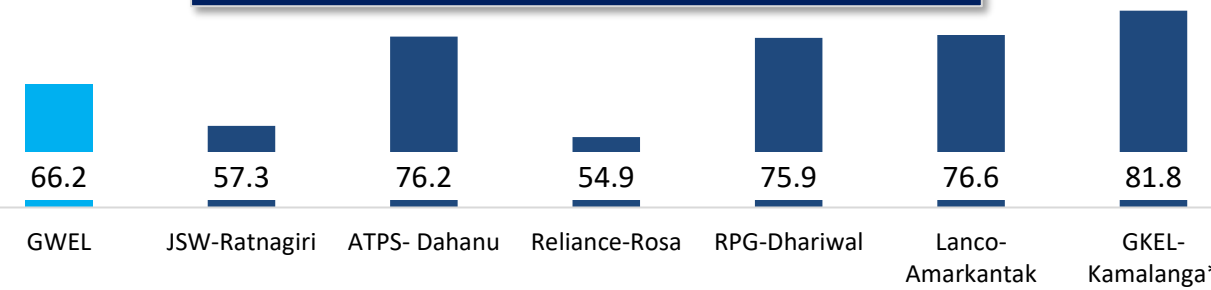 66.2 57.3 76.2 54.9 75.9 76.6 81.8
GWEL JSW-Ratnagiri ATPS- Dahanu Reliance-Rosa RPG-Dhariwal Lanco- GKEL-
Amarkantak Kamalanga*